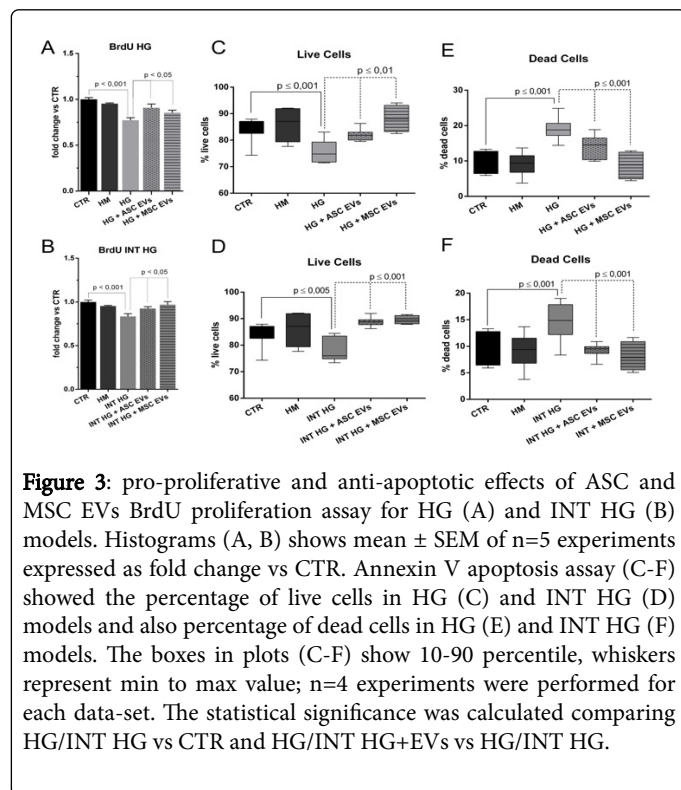 A
BrdU HG
p < 0.001
p < 0.05
fold change vs CTR
1.5
1.0
0.5
0.0
CTR
HM
HG
HG + ASC EVs
HG + MSC EVs
C
Live Cells
p ≤ 0,001
p ≤ 0,01
% live cells
100
90
80
70
60
CTR
HM
HG
HG + ASC EVs
HG + MSC EVs
E
Dead Cells
p ≤ 0,001
p ≤ 0,001
% dead cells
30
20
10
0
CTR
HM
HG
HG + ASC EVs
HG + MSC EVs
B
BrdU INT HG
p < 0.001
p < 0.05
fold change vs CTR
1.5
1.0
0.5
0.0
CTR
HM
INT HG
INT HG + ASC EVs
INT HG + MSC EVs
D
Live Cells
p ≤ 0,005
p ≤ 0,001
% live cells
100
90
80
70
60
CTR
HM
INT HG
INT HG + ASC EVs
INT HG + MSC EVs
F
Dead Cells
p ≤ 0,001
p ≤ 0,001
% dead cells
20
15
10
5
0
CTR
HM
INT HG
INT HG + ASC EVs
INT + MSC EVs
Figure 3: pro-proliferative and anti-apoptotic effects of ASC and
MSC EVs BrdU proliferation assay for HG (A) and INT HG (B)
models. Histograms (A, B) shows mean ± SEM of n=5 experiments
expressed as fold change vs CTR. Annexin V apoptosis assay (C-F)
showed the percentage of live cells in HG (C) and INT HG (D)
models and also percentage of dead cells in HG (E) and INT HG (F)
models. The boxes in plots (C-F) show 10-90 percentile, whiskers
represent min to max value; n=4 experiments were performed for
each data-set. The statistical significance was calculated comparing
HG/INT HG vs CTR and HG/INT HG+EVs vs HG/INT HG.